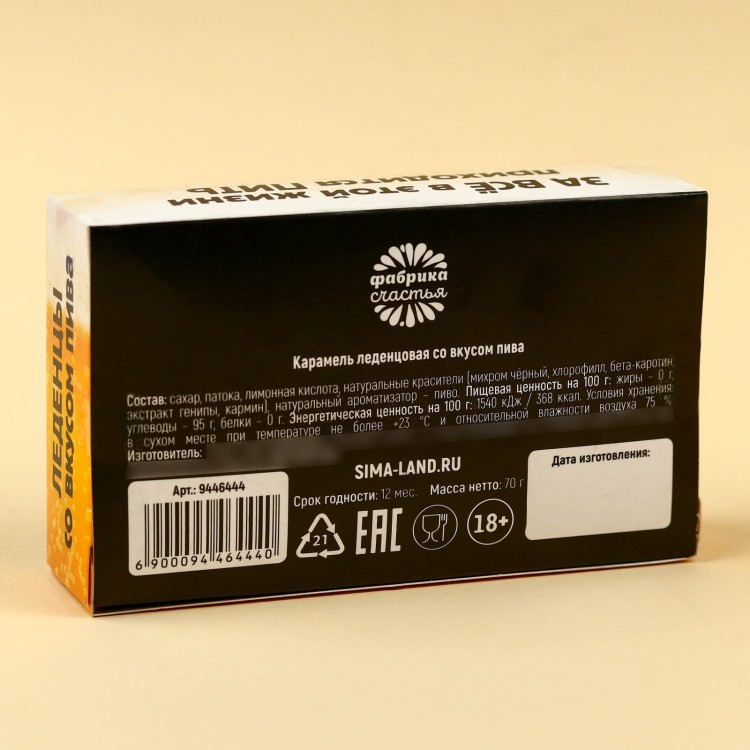 ЗА ВСЁ В ЭТОЙ ЖИЗНИ
ПРИХОДИТСЯ ПИТЬ
ЛЕДЕНЦЫ
СО ВКУСОМ ПИВА
фабрика
счастья
Карамель леденцовая со вкусом пива
Состав: сахар, патока, лимонная кислота, натуральные красители (михром чёрный, хлорофилл, бета-каротин,
экстракт генипы, кармин), натуральный ароматизатор – пиво. Пищевая ценность на 100 г: жиры – 0 г,
углеводы – 95 г, белки – 0 г. Энергетическая ценность на 100 г: 1540 кДж / 368 ккал. Условия хранения:
в сухом месте при температуре не более +23 °C и относительной влажности воздуха 75 %
Изготовитель:
SIMA-LAND.RU
Арт.: 9446444
6 900094 464440
Срок годности: 12 мес. Масса нетто: 70 г
21
EAC
18+
Дата изготовления: